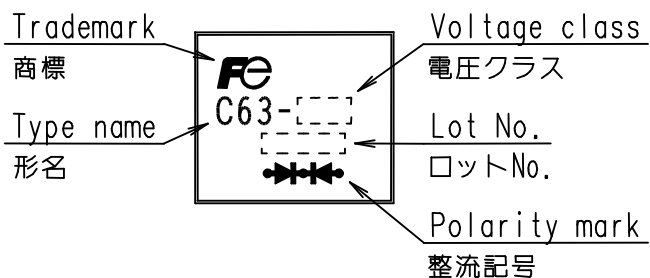 Trademark
商標
Voltage class
電圧クラス
Fe
C63-
Type name
形名
Lot No.
ロットNo.
Polarity mark
整流記号